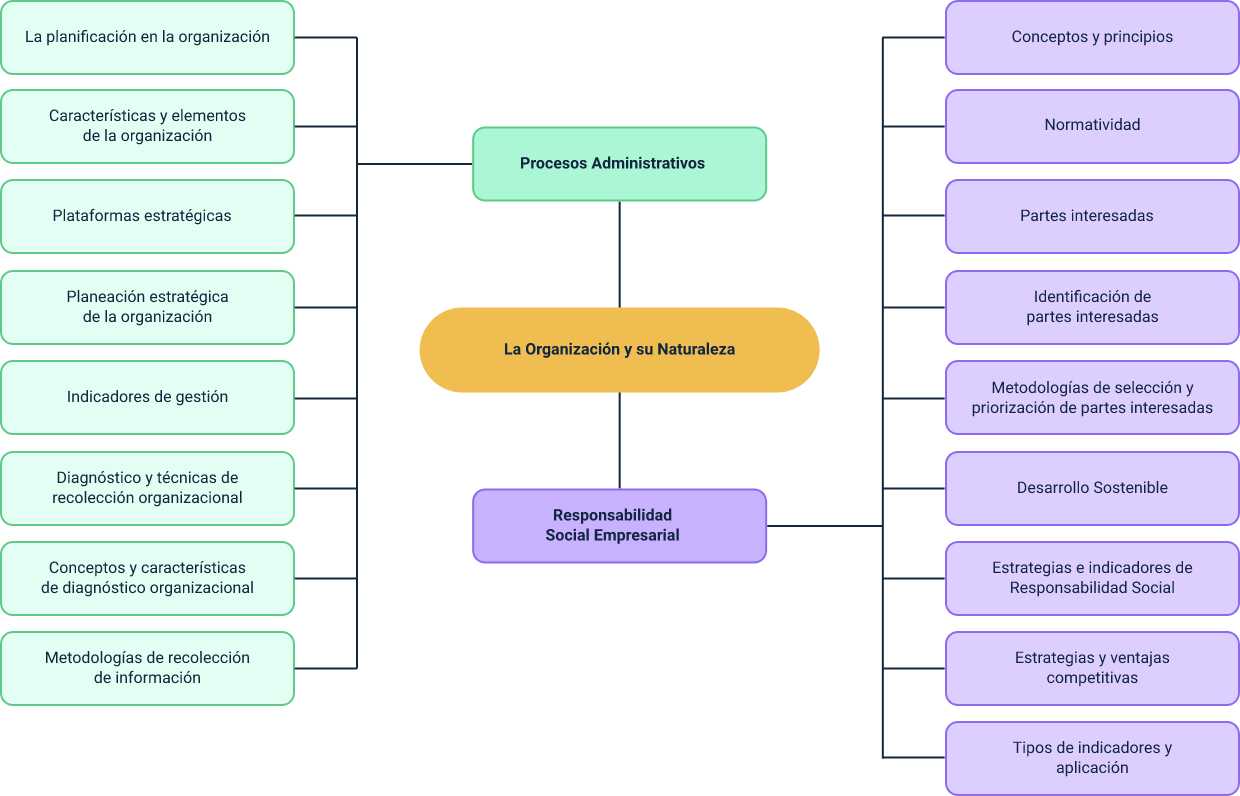 La planificación en la organización
Características y elementos
de la organización
Plataformas estratégicas
Planeación estratégica
de la organización
Indicadores de gestión
Diagnóstico y técnicas de
recolección organizacional
Conceptos y características
de diagnóstico organizacional
Metodologías de recolección
de información
Procesos Administrativos
La Organización y su Naturaleza
Responsabilidad
Social Empresarial
Conceptos y principios
Normatividad
Partes interesadas
Identificación de
partes interesadas
Metodologías de selección y
priorización de partes interesadas
Desarrollo Sostenible
Estrategias e indicadores de
Responsabilidad Social
Estrategias y ventajas
competitivas
Tipos de indicadores y
aplicación